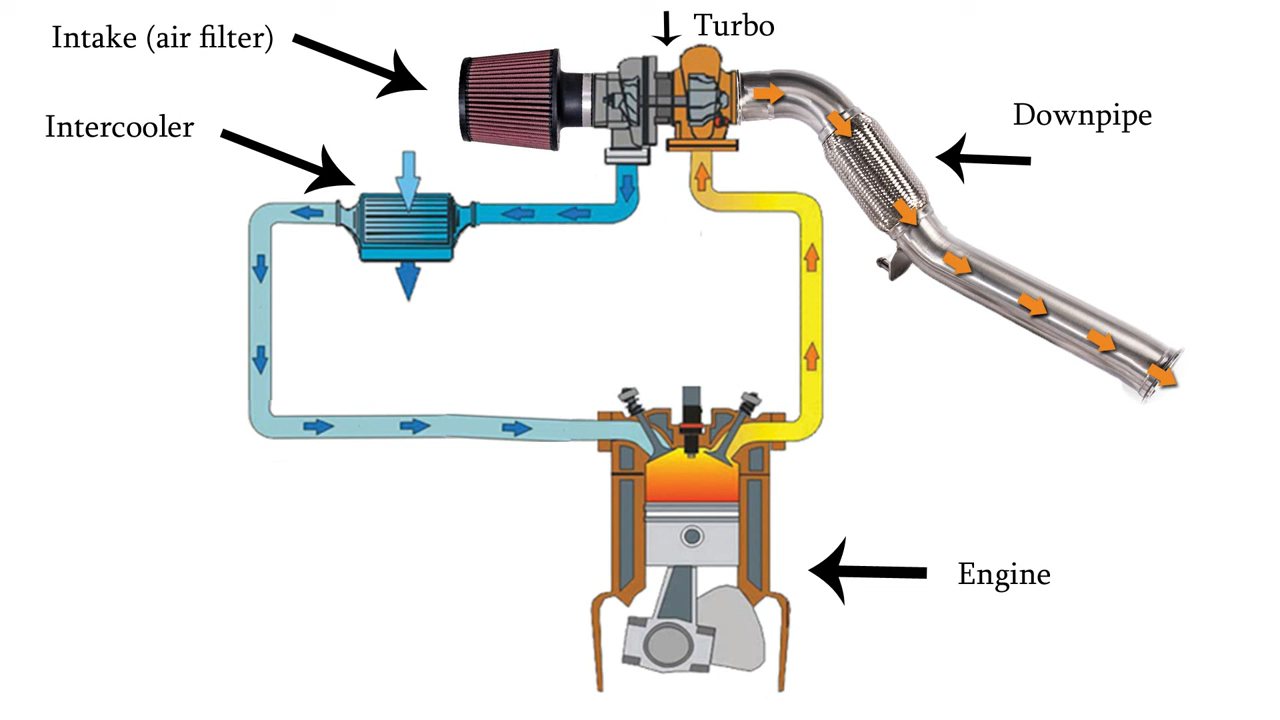 Turbo
Intake (air filter)
Intercooler
Downpipe
Engine